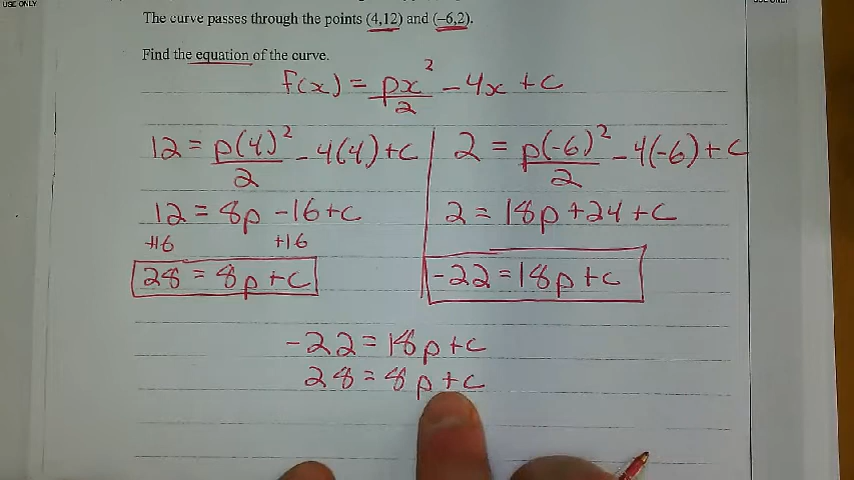 USE ONLY
USE ONLY
The curve passes through the points (4,12) and (−6,2).
Find the equation of the curve.
f(x) = px²/2 - 4x + c
12 = p(4)²/2 - 4(4) + c
12 = 8p - 16 + c
+16 +16
28 = 8p + c
2 = p(-6)²/2 - 4(-6) + c
2 = 18p + 24 + c
-22 = 18p + c
-22 = 18p + c
28 = 8p + c